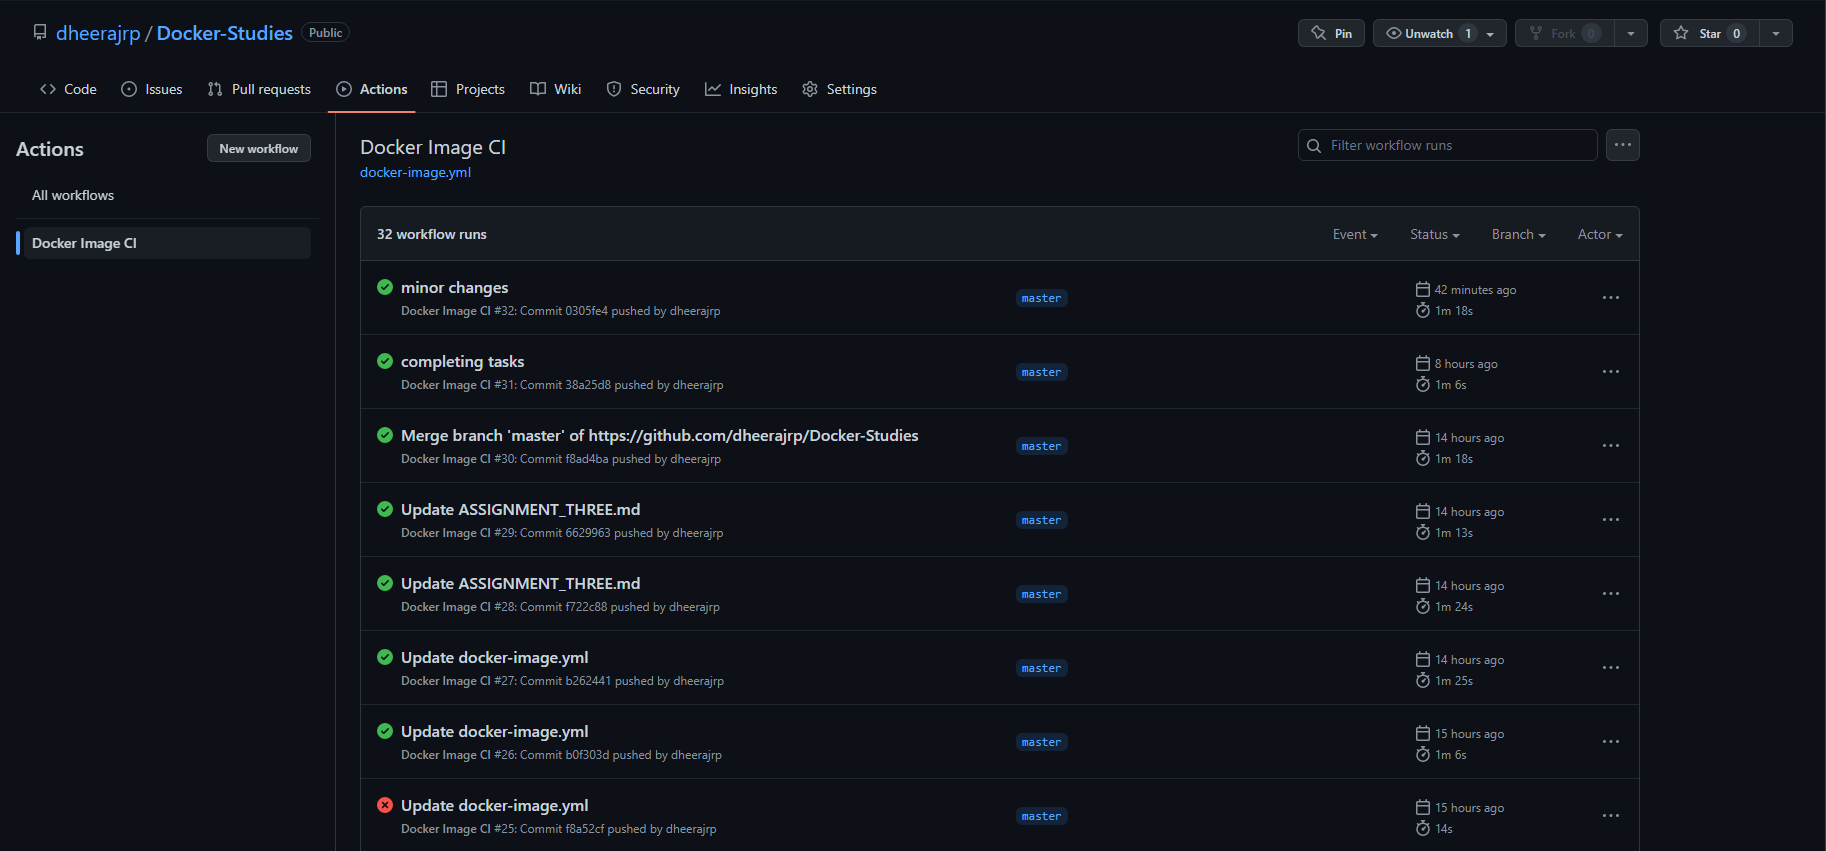 dheerajrp / Docker-Studies Public
Pin Unwatch 1 Fork 0 Star 0
Code Issues Pull requests Actions Projects Wiki Security Insights Settings
Actions
New workflow
All workflows
Docker Image CI
Docker Image CI
docker-image.yml
Filter workflow runs
32 workflow runs
Event Status Branch Actor
minor changes
Docker Image CI #32: Commit 0305fe4 pushed by dheerajrp
master
42 minutes ago
1m 18s
completing tasks
Docker Image CI #31: Commit 38a25d8 pushed by dheerajrp
master
8 hours ago
1m 6s
Merge branch 'master' of https://github.com/dheerajrp/Docker-Studies
Docker Image CI #30: Commit f8ad4ba pushed by dheerajrp
master
14 hours ago
1m 18s
Update ASSIGNMENT_THREE.md
Docker Image CI #29: Commit 6629963 pushed by dheerajrp
master
14 hours ago
1m 13s
Update ASSIGNMENT_THREE.md
Docker Image CI #28: Commit f722c88 pushed by dheerajrp
master
14 hours ago
1m 24s
Update docker-image.yml
Docker Image CI #27: Commit b262441 pushed by dheerajrp
master
14 hours ago
1m 25s
Update docker-image.yml
Docker Image CI #26: Commit b0f303d pushed by dheerajrp
master
15 hours ago
1m 6s
Update docker-image.yml
Docker Image CI #25: Commit f8a52cf pushed by dheerajrp
master
15 hours ago
14s